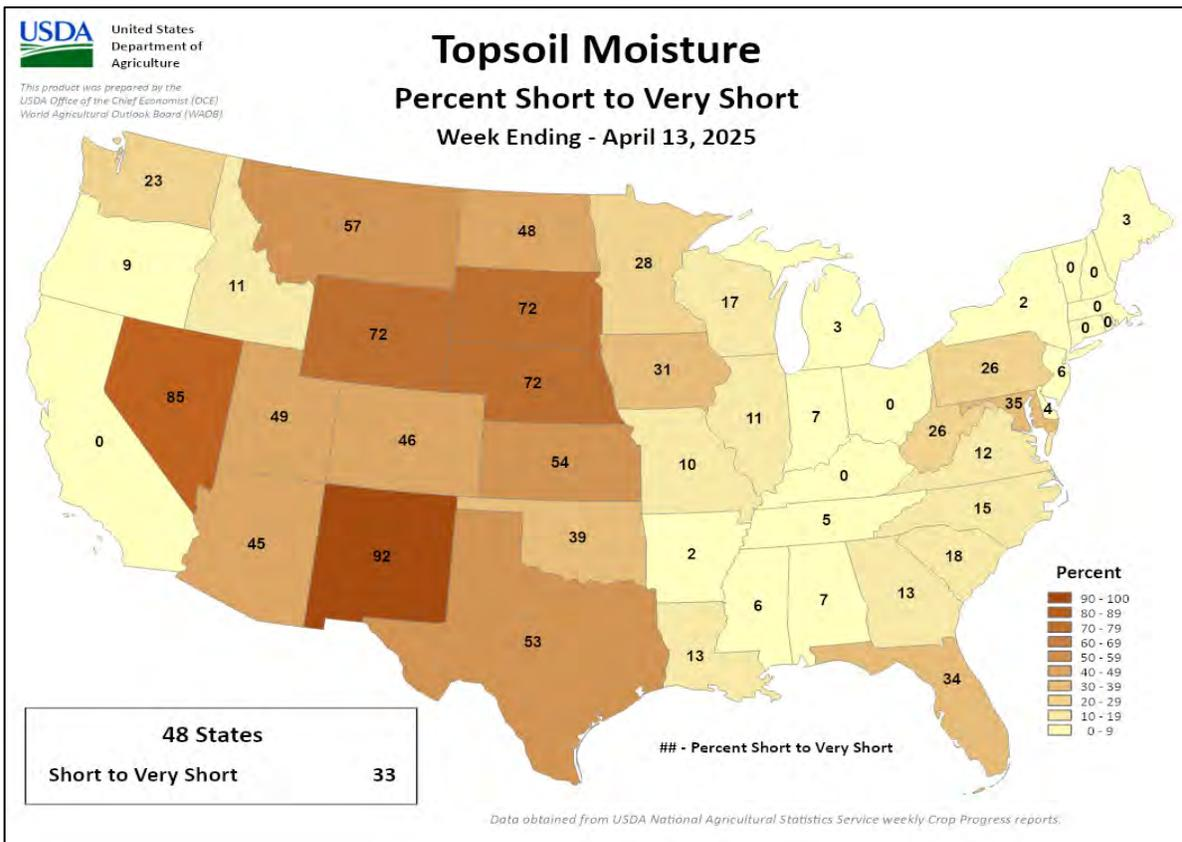 USDA
United States
Department of
Agriculture
This product was prepared by the
USDA Office of the Chief Economist (OCE)
World Agricultural Outlook Board (WAOB)
Topsoil Moisture
Percent Short to Very Short
Week Ending - April 13, 2025
23
57
48
28
3
9
11
72
72
17
3
2
0
0
0
0
0
85
72
31
26
6
49
46
54
10
11
7
0
35
4
26
12
0
0
45
92
39
2
5
15
18
53
13
6
7
13
34
Percent
90 - 100
80 - 89
70 - 79
60 - 69
50 - 59
40 - 49
30 - 39
20 - 29
10 - 19
0 - 9
48 States
Short to Very Short 33
## - Percent Short to Very Short
Data obtained from USDA National Agricultural Statistics Service weekly Crop Progress reports.